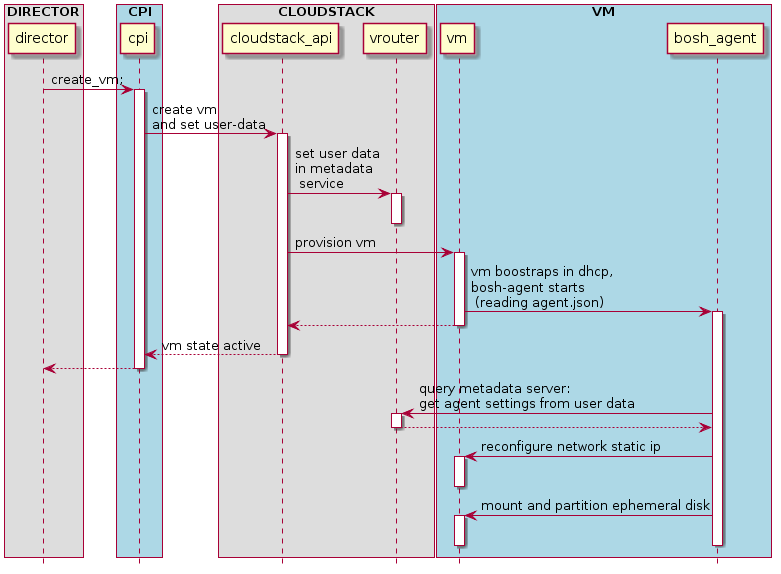 DIRECTOR
CPI
CLOUDSTACK
VM
director
cpi
cloudstack_api
vrouter
vm
bosh_agent
create_vm;
create vm
and set user-data
set user data
in metadata
service
provision vm
vm boostraps in dhcp,
bosh-agent starts
(reading agent.json)
vm state active
query metadata server:
get agent settings from user data
reconfigure network static ip
mount and partition ephemeral disk